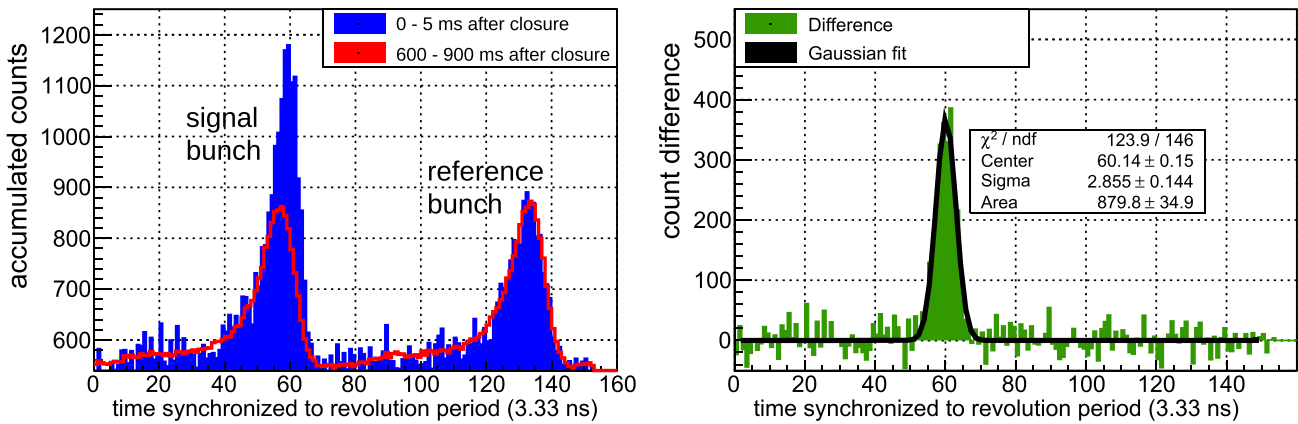 accumulated counts
1200
1100
1000
900
800
700
600
0 - 5 ms after closure
600 - 900 ms after closure
signal
bunch
reference
bunch
0 20 40 60 80 100 120 140 160
time synchronized to revolution period (3.33 ns)
count difference
500
400
300
200
100
0
Difference
Gaussian fit
χ² / ndf 123.9 / 146
Center 60.14 ± 0.15
Sigma 2.855 ± 0.144
Area 879.8 ± 34.9
0 20 40 60 80 100 120 140
time synchronized to revolution period (3.33 ns)